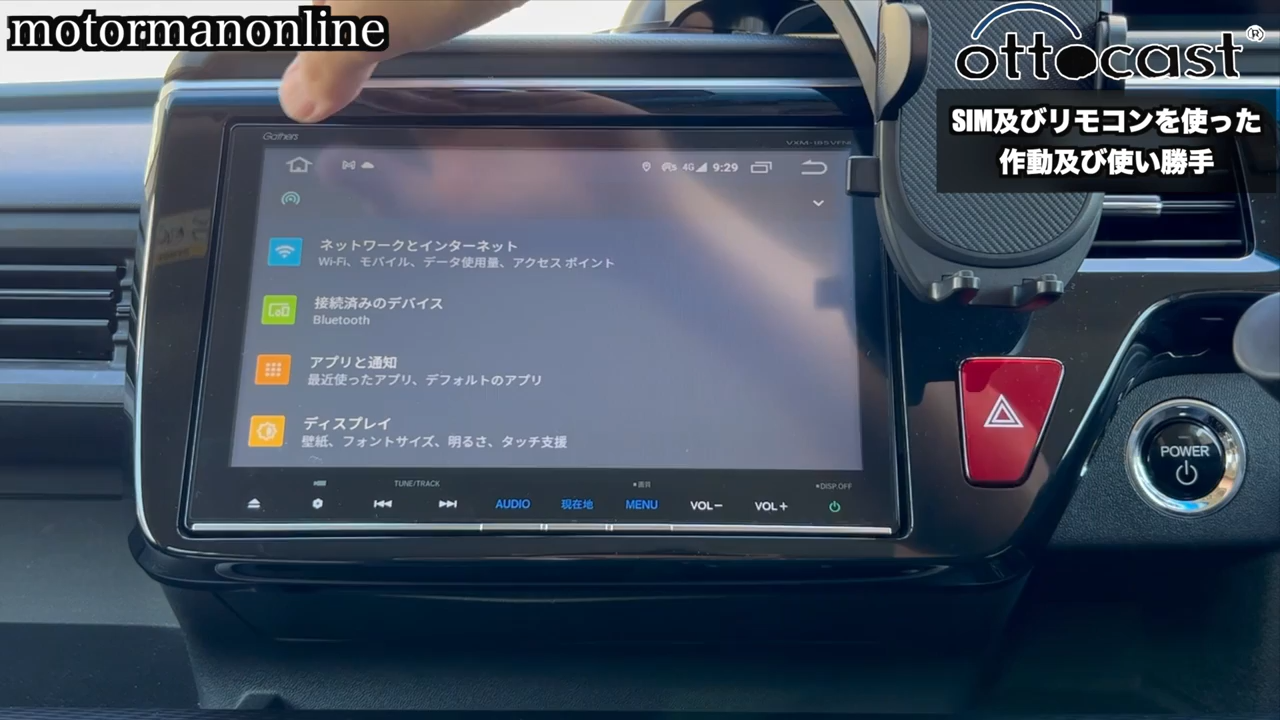 motormanonline
ottocast®
SIM及びリモコンを使った
作動及び使い勝手
Gathers
4G 9:29
ネットワークとインターネット
Wi-Fi、モバイル、データ使用量、アクセス ポイント
接続済みのデバイス
Bluetooth
アプリと通知
最近使ったアプリ、デフォルトのアプリ
ディスプレイ
壁紙、フォントサイズ、明るさ、タッチ支援
TUNE/TRACK
DISP.OFF
AUDIO
現在地
MENU
VOL−
VOL+
POWER